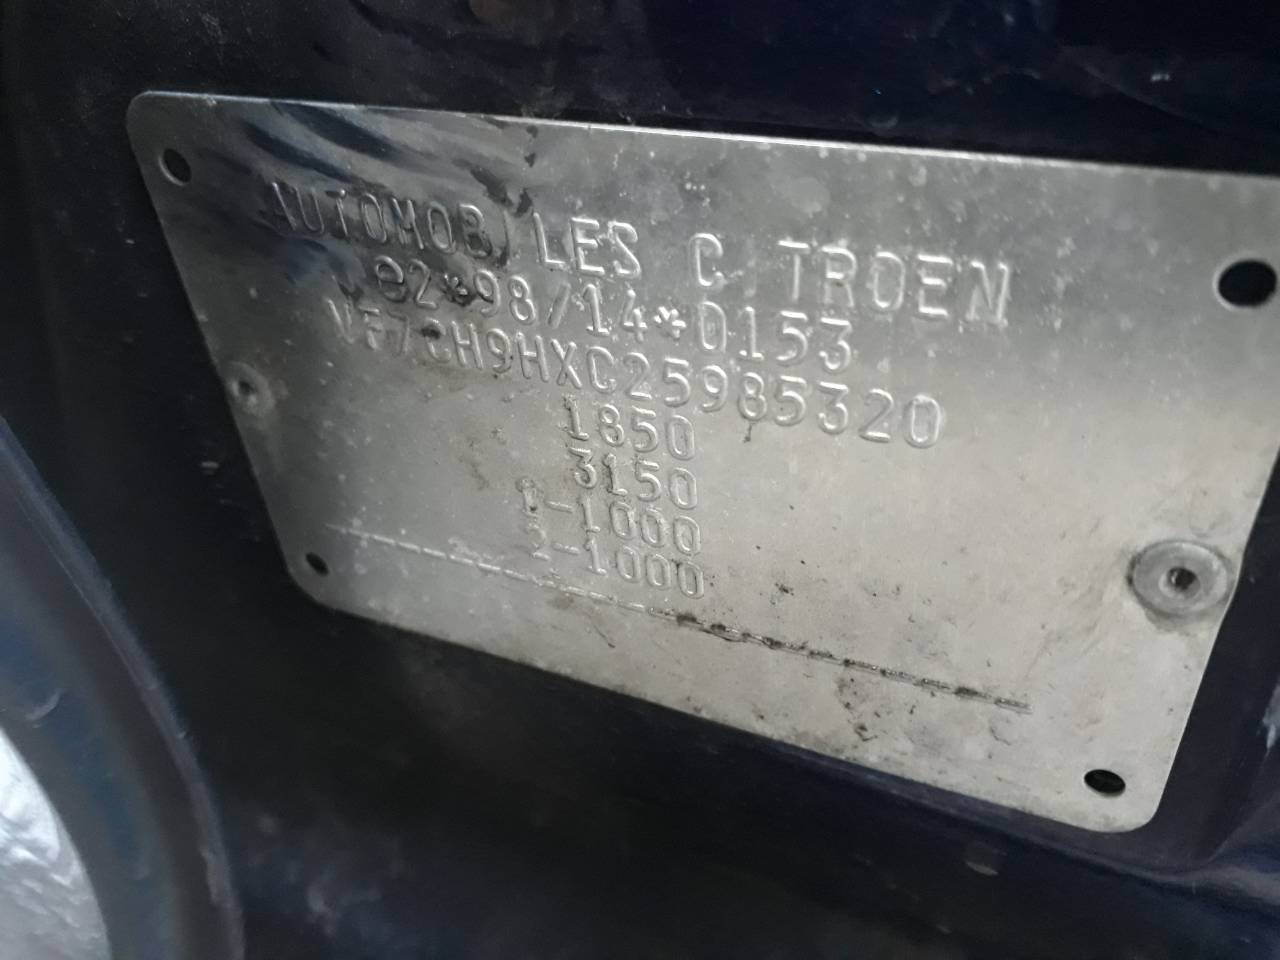 AUTOMOBILES CITROEN
e2*98/14*0153
VF7CH9HXC25985320
1850
3150
1-1000
2-1000